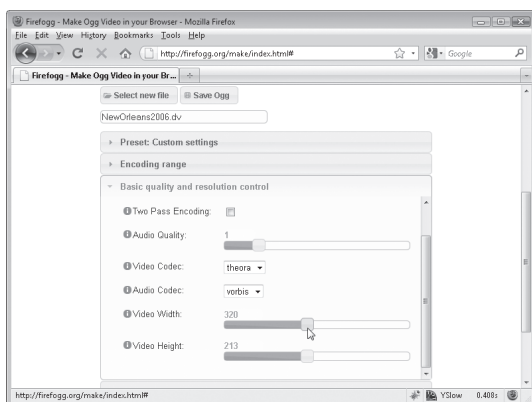 Firefogg - Make Ogg Video in your Browser - Mozilla Firefox
File Edit View History Bookmarks Tools Help
http://firefogg.org/make/index.html#
Google
Firefogg - Make Ogg Video in your Br...
Select new file
Save Ogg
NewOrleans2006.dv
Preset: Custom settings
Encoding range
Basic quality and resolution control
Two Pass Encoding:
Audio Quality: 1
Video Codec: theora
Audio Codec: vorbis
Video Width: 320
Video Height: 213
http://firefogg.org/make/index.html#
YSlow 0.408s